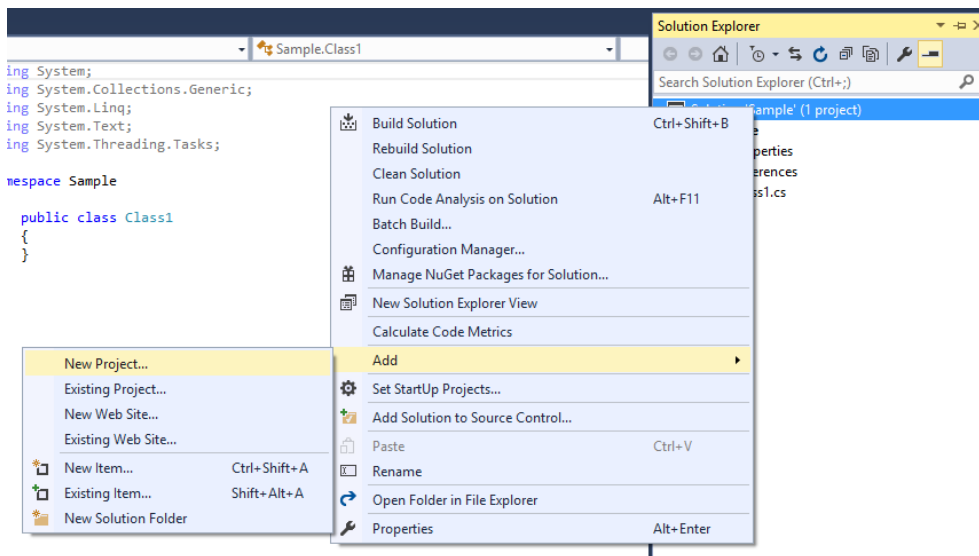 Solution Explorer
Sample.Class1
Search Solution Explorer (Ctrl+;)
ing System;
ing System.Collections.Generic;
ing System.Linq;
ing System.Text;
ing System.Threading.Tasks;
mespace Sample
public class Class1
{
}
Solution 'Sample' (1 project)
perties
erences
ss1.cs
Build Solution Ctrl+Shift+B
Rebuild Solution
Clean Solution
Run Code Analysis on Solution Alt+F11
Batch Build...
Configuration Manager...
Manage NuGet Packages for Solution...
New Solution Explorer View
Calculate Code Metrics
Add
Set StartUp Projects...
Add Solution to Source Control...
Paste Ctrl+V
Rename
Open Folder in File Explorer
Properties Alt+Enter
New Project...
Existing Project...
New Web Site...
Existing Web Site...
New Item... Ctrl+Shift+A
Existing Item... Shift+Alt+A
New Solution Folder